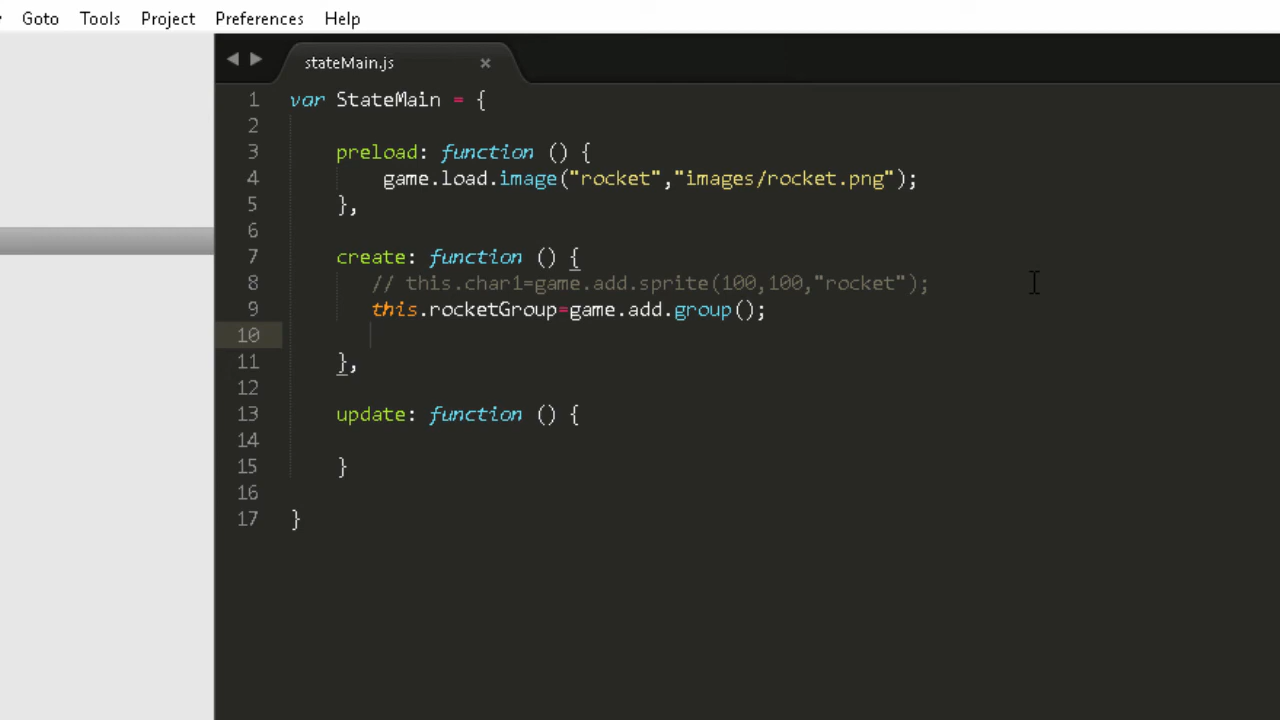 Goto Tools Project Preferences Help
stateMain.js ×
1 var StateMain = {
2
3 preload: function () {
4 game.load.image("rocket","images/rocket.png");
5 },
6
7 create: function () {
8 // this.char1=game.add.sprite(100,100,"rocket");
9 this.rocketGroup=game.add.group();
10
11 },
12
13 update: function () {
14
15 }
16
17 }